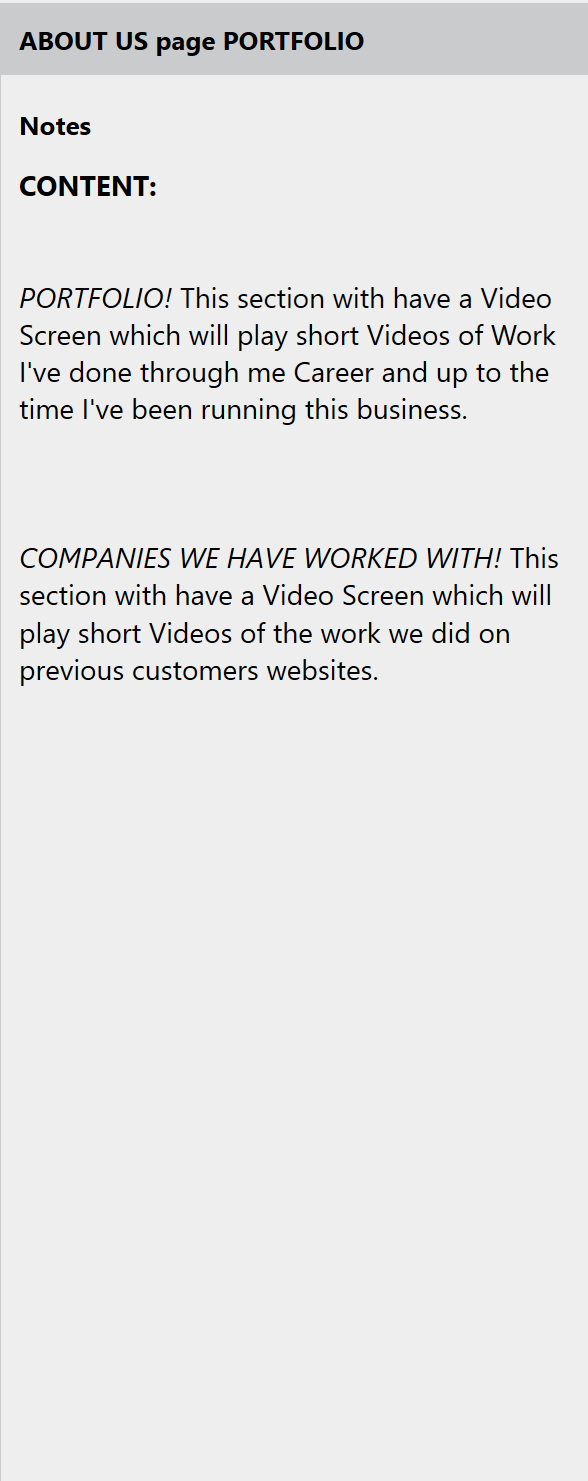 ABOUT US page PORTFOLIO
Notes
CONTENT:
PORTFOLIO! This section with have a Video
Screen which will play short Videos of Work
I've done through me Career and up to the
time I've been running this business.
COMPANIES WE HAVE WORKED WITH! This
section with have a Video Screen which will
play short Videos of the work we did on
previous customers websites.